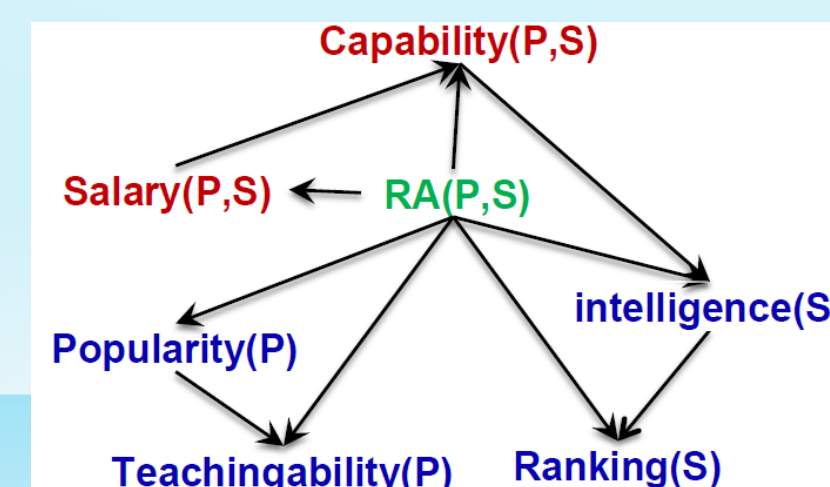 Capability(P,S)
Salary(P,S)
RA(P,S)
intelligence(S
Popularity(P)
Teachingability(P)
Ranking(S)